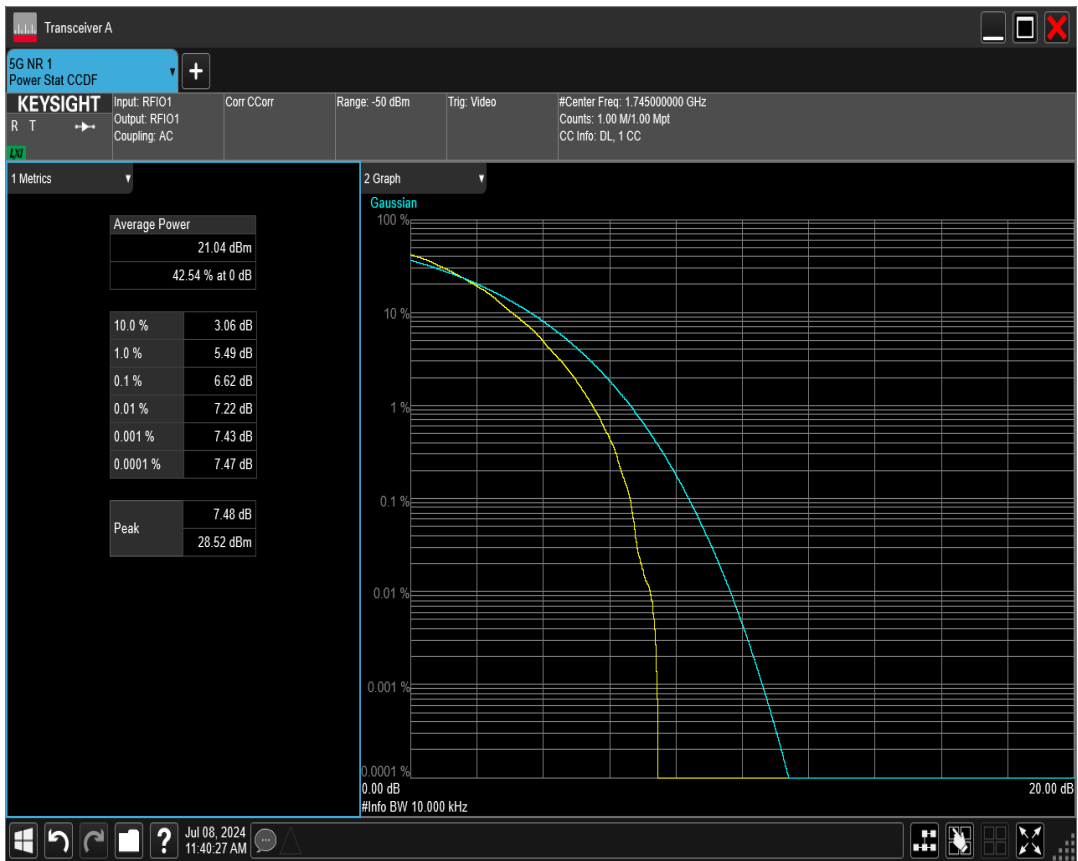 Transceiver A
5G NR 1
Power Stat CCDF
KEYSIGHT
R T
LXI
Input: RFIO1
Output: RFIO1
Coupling: AC
Corr CCorr
Range: -50 dBm
Trig: Video
#Center Freq: 1.745000000 GHz
Counts: 1.00 M/1.00 Mpt
CC Info: DL, 1 CC
1 Metrics
Average Power
21.04 dBm
42.54 % at 0 dB
10.0 % 3.06 dB
1.0 % 5.49 dB
0.1 % 6.62 dB
0.01 % 7.22 dB
0.001 % 7.43 dB
0.0001 % 7.47 dB
Peak
7.48 dB
28.52 dBm
2 Graph
Gaussian
100 %
10 %
1 %
0.1 %
0.01 %
0.001 %
0.0001 %
0.00 dB 20.00 dB
#Info BW 10.000 kHz
?
Jul 08, 2024
11:40:27 AM